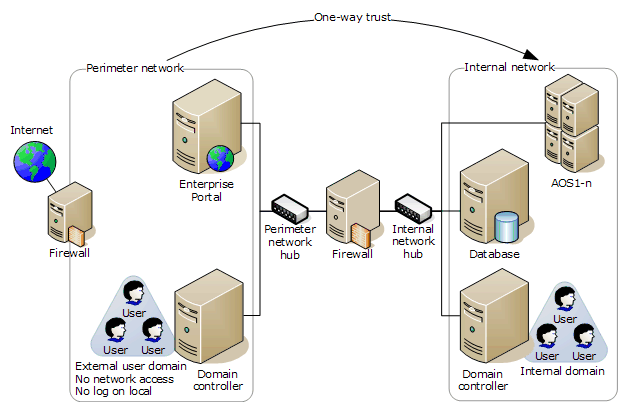 One-way trust
Perimeter network
Internal network
Internet
Enterprise
Portal
AOS1-n
Firewall
Perimeter
network
hub
Firewall
Internal
network
hub
Database
User
User
User
External user domain
No network access
No log on local
Domain
controller
Domain
controller
User
User
User
Internal domain